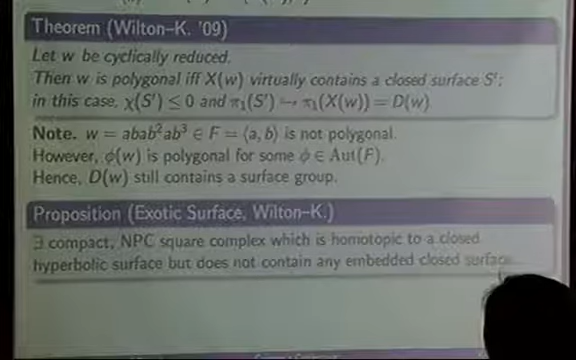 Theorem (Wilton–K. '09)
Let w be cyclically reduced.
Then w is polygonal iff X(w) virtually contains a closed surface S′;
in this case, χ(S′) ≤ 0 and π₁(S′) ↪ π₁(X(w)) = D(w)
Note. w = abab²ab³ ∈ F = ⟨a, b⟩ is not polygonal.
However, ϕ(w) is polygonal for some ϕ ∈ Aut(F).
Hence, D(w) still contains a surface group.
Proposition (Exotic Surface, Wilton–K.)
∃ compact, NPC square complex which is homotopic to a closed
hyperbolic surface but does not contain any embedded closed surface